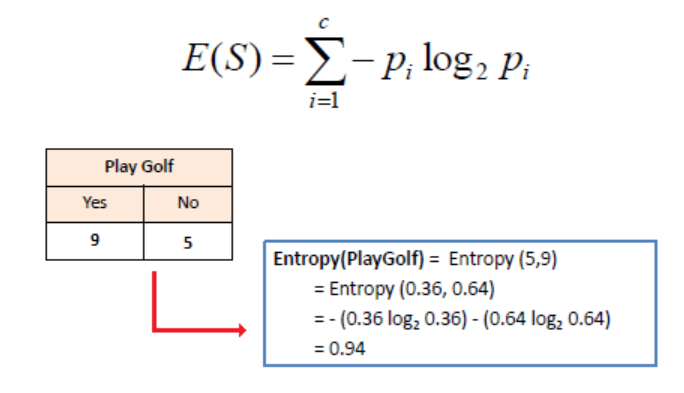 E(S) = ∑_{i=1}^{c} − p_i log_2 p_i
Play Golf
Yes No
9 5
Entropy(PlayGolf) = Entropy (5,9)
= Entropy (0.36, 0.64)
= - (0.36 log₂ 0.36) - (0.64 log₂ 0.64)
= 0.94